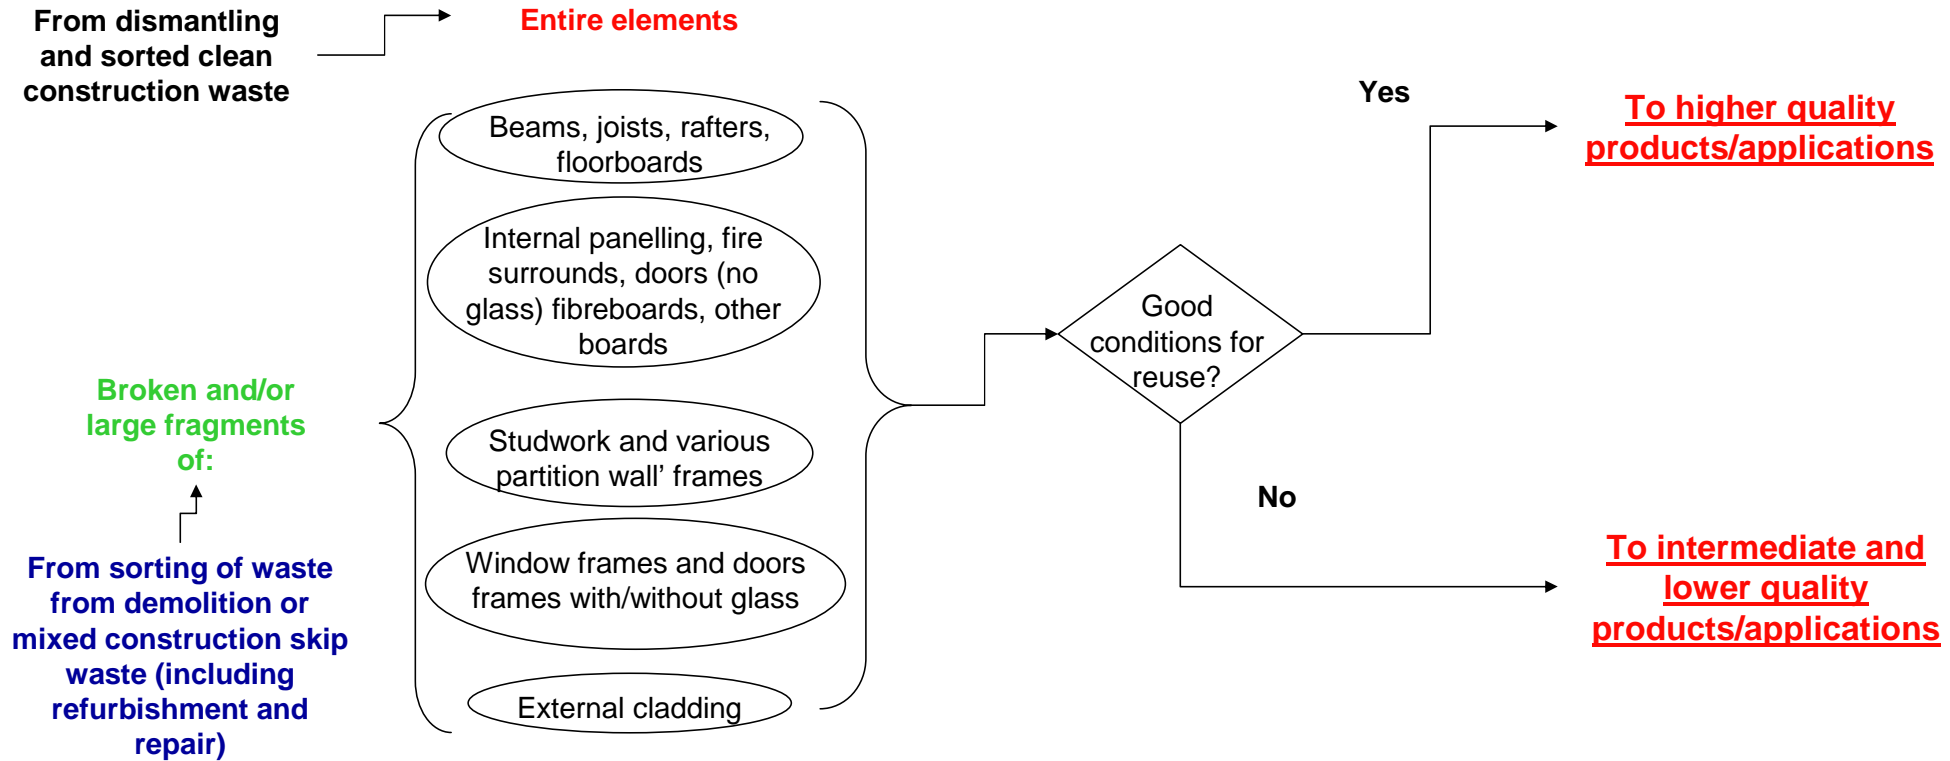 From dismantling
and sorted clean
construction waste
Entire elements
Beams, joists, rafters,
floorboards
Internal panelling, fire
surrounds, doors (no
glass) fibreboards, other
boards
Studwork and various
partition wall’ frames
Window frames and doors
frames with/without glass
External cladding
Broken and/or
large fragments
of:
From sorting of waste
from demolition or
mixed construction skip
waste (including
refurbishment and
repair)
Good
conditions for
reuse?
Yes
To higher quality
products/applications
No
To intermediate and
lower quality
products/applications